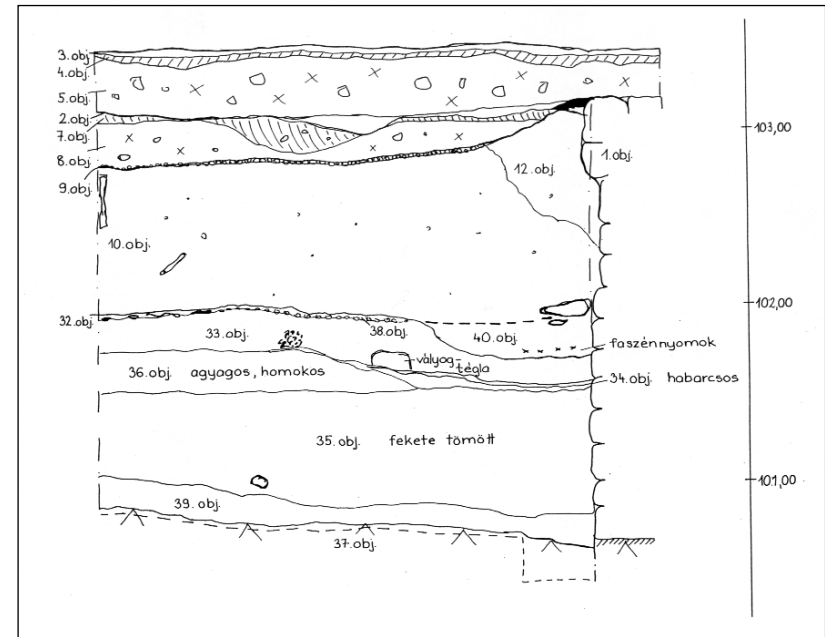 3.obj.
4.obj.
5.obj.
2.obj.
7.obj.
8.obj.
9.obj.
103,00
1.obj.
12.obj.
10.obj.
102,00
32.obj.
33.obj.
38.obj.
40.obj.
faszénnyomok
vályog-
tégla
36.obj. agyagos, homokos
34.obj. habarcsos
35.obj. fekete tömött
101,00
39.obj.
37.obj.